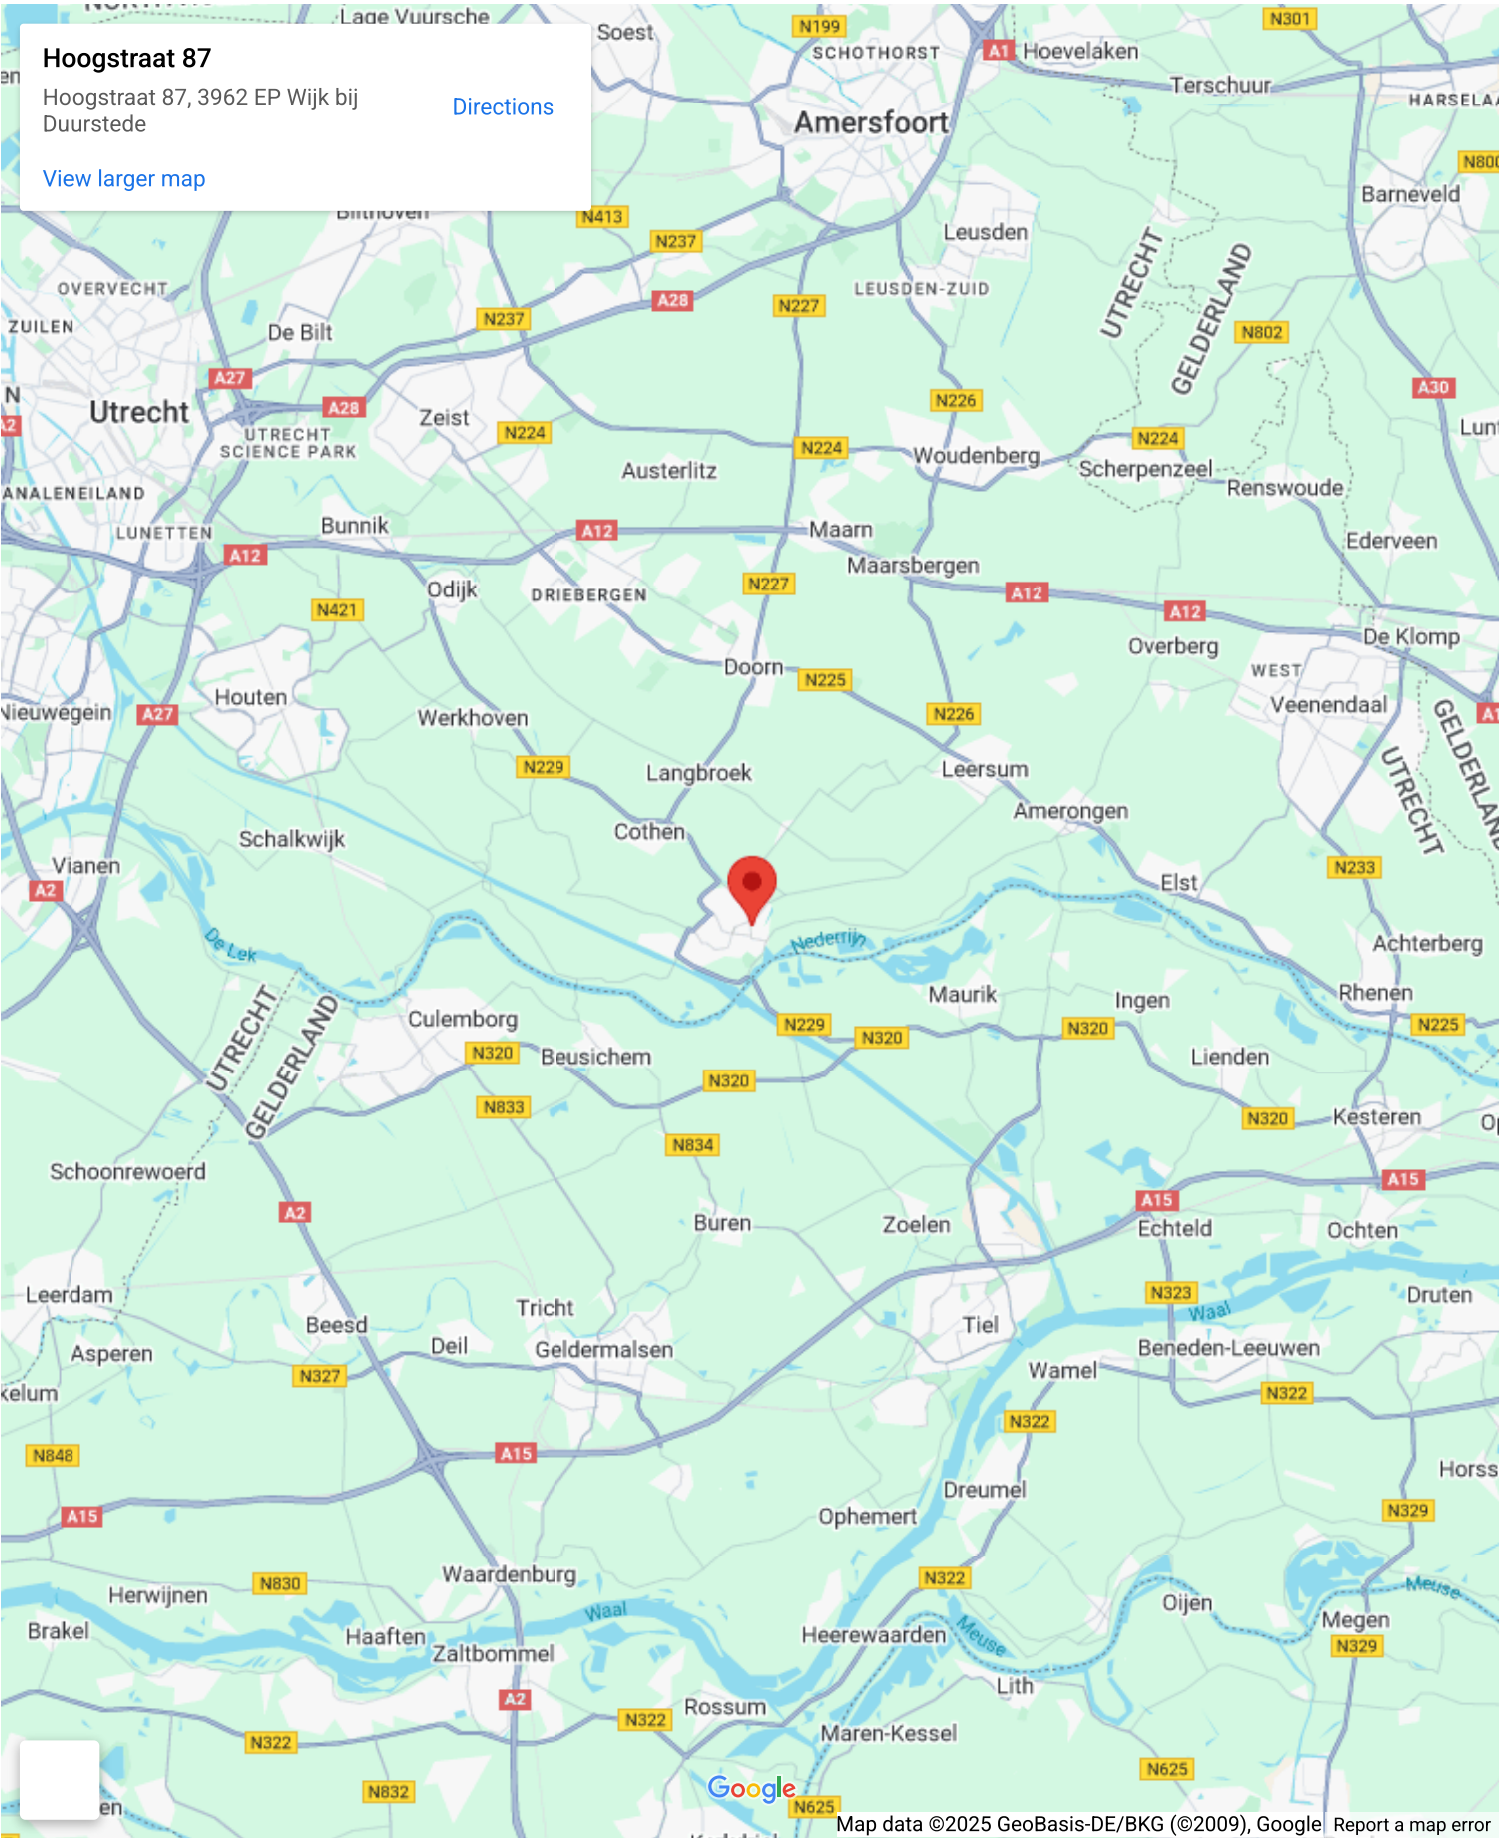 Lage Vuursche
Soest
N199
SCHOTHORST
A1
Hoevelaken
N301
Terschuur
Hoogstraat 87
Hoogstraat 87, 3962 EP Wijk bij
Duurstede
Directions
View larger map
Amersfoort
N800
Barneveld
Bilthoven
N413
N237
Leusden
UTRECHT
GELDERLAND
OVERVECHT
A28
N227
LEUSDEN-ZUID
ZUILEN
De Bilt
N237
N802
A27
A30
N226
Utrecht
A28
Zeist
N224
A2
UTRECHT
SCIENCE PARK
N224
Woudenberg
N224
Scherpenzeel
Austerlitz
Renswoude
LUNETTEN
Bunnik
A12
Maarn
A12
Ederveen
Maarsbergen
Odijk
DRIEBERGEN
N227
A12
N421
A12
De Klomp
Overberg
Doorn
N225
WEST
Houten
Veenendaal
Nieuwegein
A27
Werkhoven
N226
GELDERLAND
UTRECHT
N229
Langbroek
Leersum
Amerongen
Cothen
Schalkwijk
Vianen
A2
N233
Elst
De Lek
Nederrijn
Achterberg
Maurik
Ingen
Rhenen
UTRECHT
GELDERLAND
Culemborg
N229
N320
N320
N225
N320
Beusichem
Lienden
N320
N833
N320
Kesteren
N834
Schoonrewoerd
A15
A15
A2
Buren
Zoelen
Echteld
Ochten
Leerdam
N323
Druten
Tricht
Waal
Beesd
Tiel
Asperen
Deil
Geldermalsen
Beneden-Leeuwen
N327
Wamel
N322
N322
N848
A15
Dreumel
N329
A15
Ophemert
Waardenburg
N322
N830
Herwijnen
Meuse
Waal
Oijen
Megen
Brakel
Haaften
Heerewaarden
Meuse
N329
Zaltbommel
Lith
A2
Rossum
N322
Maren-Kessel
N322
N625
N832
Google
N625
Map data ©2025 GeoBasis-DE/BKG (©2009), Google
Report a map error